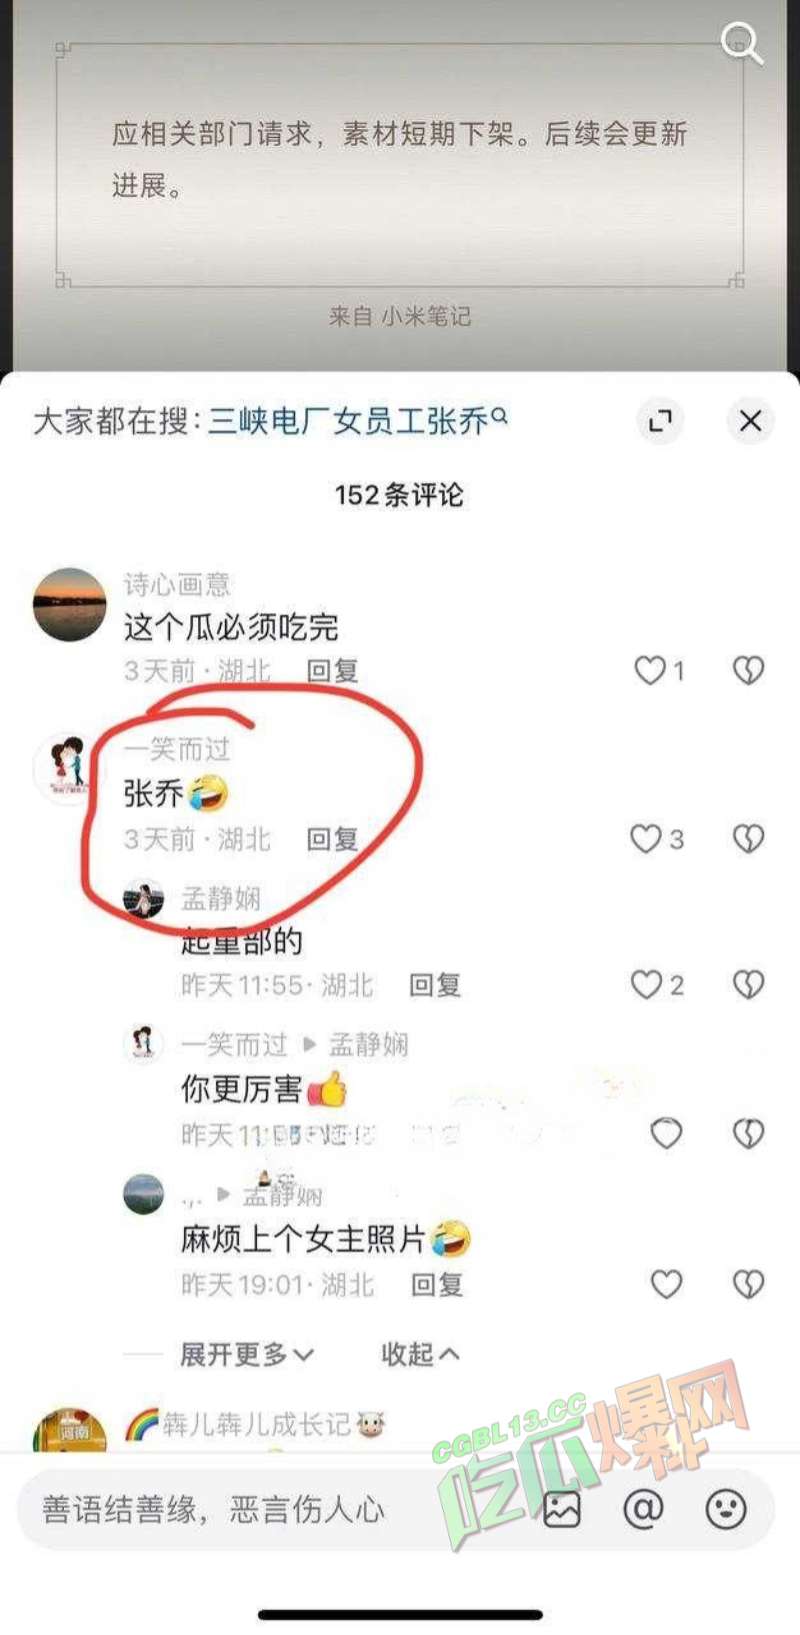 应相关部门请求，素材短期下架。后续会更新
进展。
来自 小米笔记
大家都在搜：三峡电厂女员工张乔
152条评论
诗心画意
这个瓜必须吃完
3天前·湖北 回复
1
一笑而过
张乔🤣
3天前·湖北 回复
3
孟静娴
起重部的
昨天11:55·湖北 回复
2
一笑而过 ▶ 孟静娴
你更厉害👍
昨天
.,. ▶ 孟静娴
麻烦上个女主照片🤣
昨天19:01·湖北 回复
展开更多 收起
河南
🌈犇儿犇儿成长记🐮
CGBL13.CC
吃瓜爆料网
善语结善缘，恶言伤人心